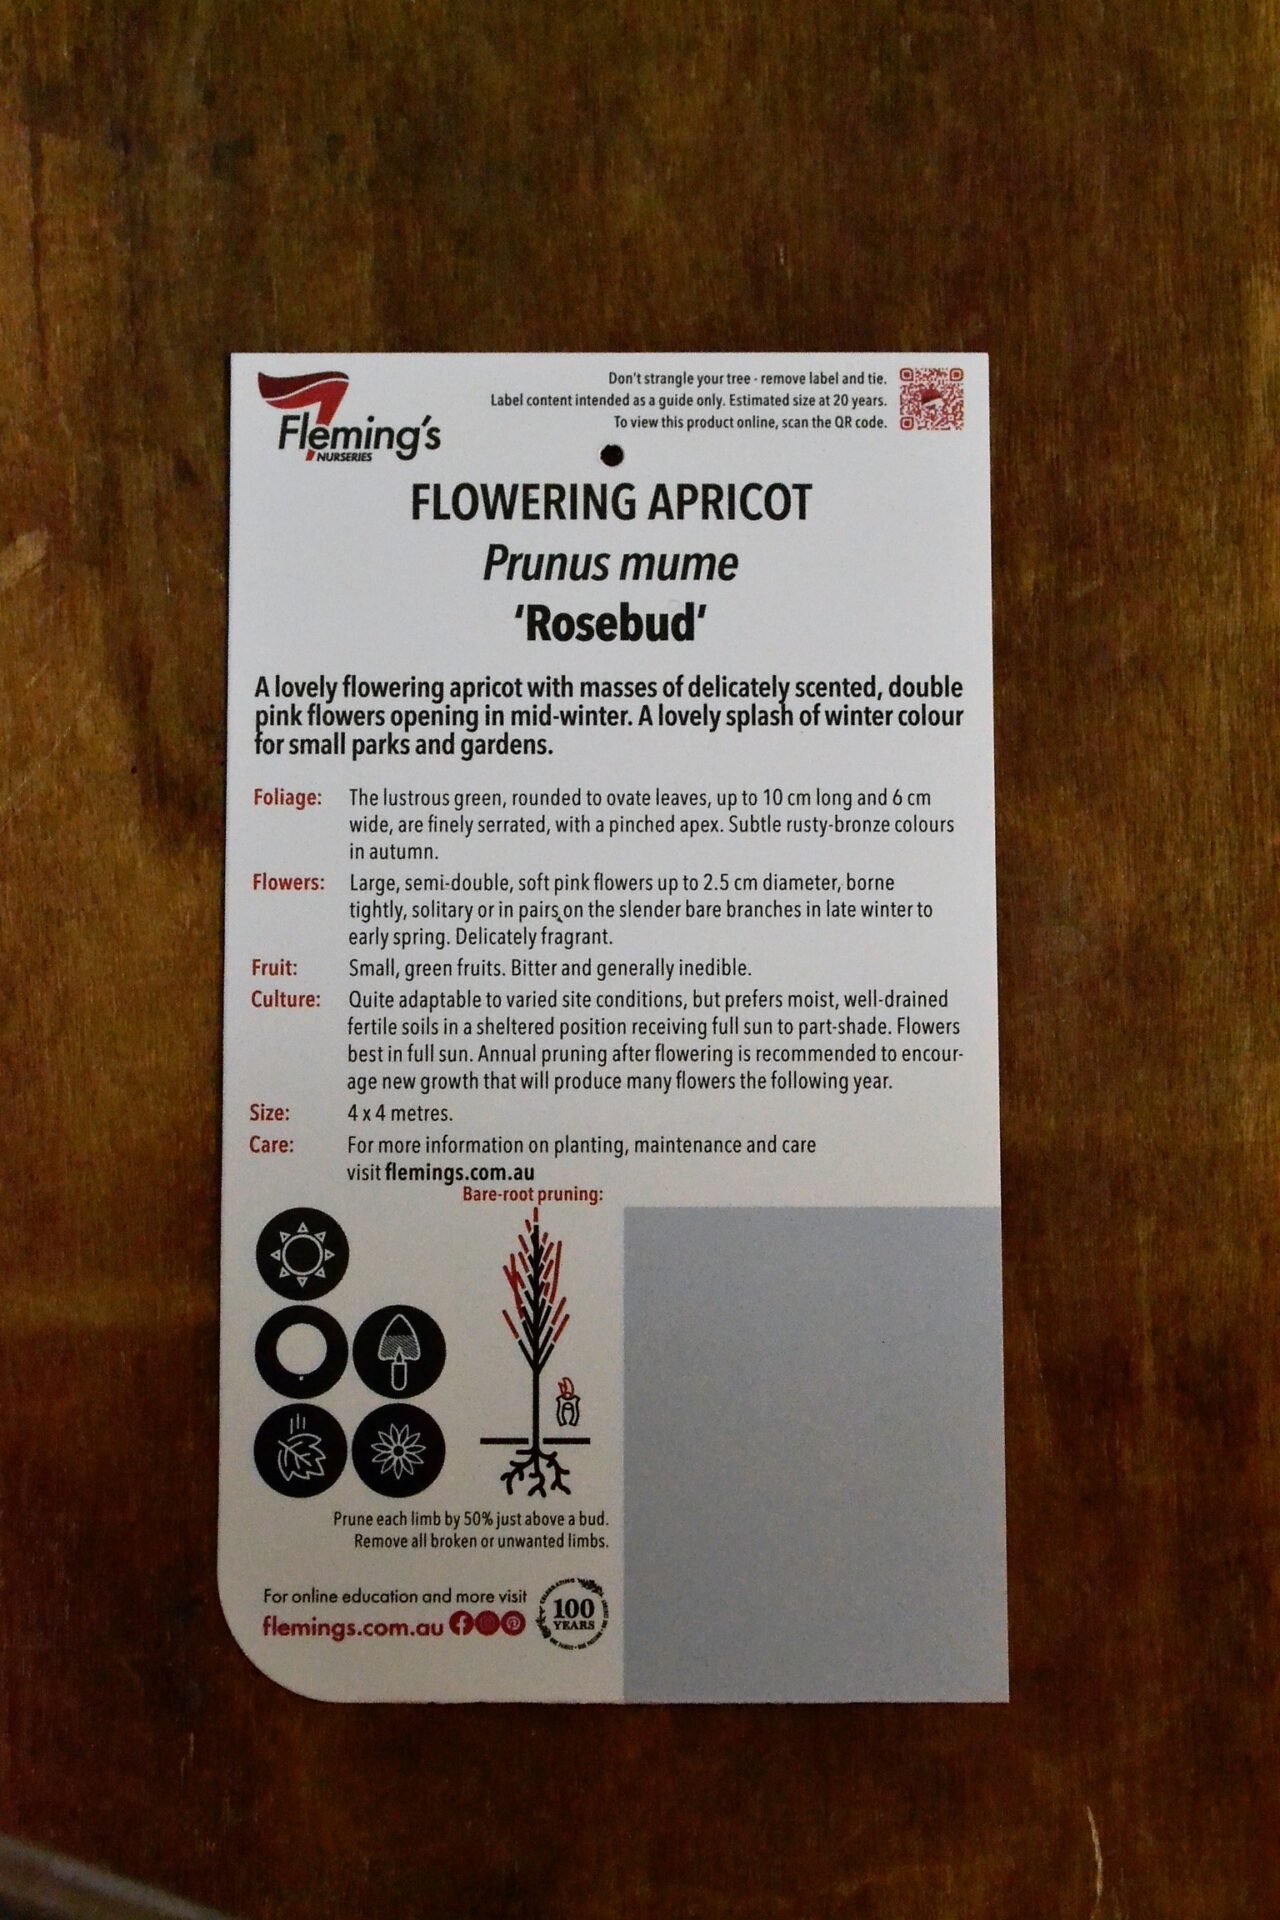 Fleming's
NURSERIES
Don't strangle your tree - remove label and tie.
Label content intended as a guide only. Estimated size at 20 years.
To view this product online, scan the QR code.
FLOWERING APRICOT
Prunus mume
‘Rosebud’
A lovely flowering apricot with masses of delicately scented, double
pink flowers opening in mid-winter. A lovely splash of winter colour
for small parks and gardens.
Foliage: The lustrous green, rounded to ovate leaves, up to 10 cm long and 6 cm
wide, are finely serrated, with a pinched apex. Subtle rusty-bronze colours
in autumn.
Flowers: Large, semi-double, soft pink flowers up to 2.5 cm diameter, borne
tightly, solitary or in pairs, on the slender bare branches in late winter to
early spring. Delicately fragrant.
Fruit: Small, green fruits. Bitter and generally inedible.
Culture: Quite adaptable to varied site conditions, but prefers moist, well-drained
fertile soils in a sheltered position receiving full sun to part-shade. Flowers
best in full sun. Annual pruning after flowering is recommended to encour-
age new growth that will produce many flowers the following year.
Size: 4 x 4 metres.
Care: For more information on planting, maintenance and care
visit flemings.com.au
Bare-root pruning:
Prune each limb by 50% just above a bud.
Remove all broken or unwanted limbs.
For online education and more visit
flemings.com.au
100
YEARS